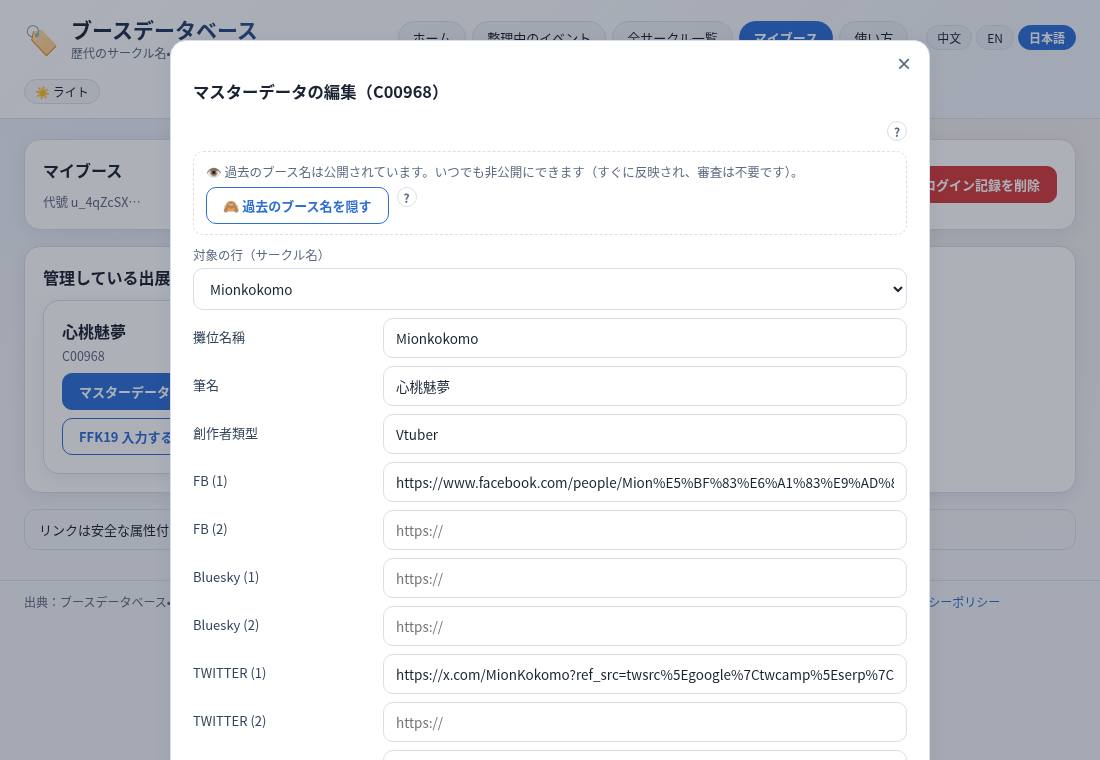 ブースデータベース
歴代のサークル名•
ホーム
整理中のイベント
全サークル一覧
マイブース
使い方
中文
EN
日本語
☀️ ライト
マイブース
代號 u_4qZcSX…
ログイン記録を削除
管理している出展
心桃魅夢
C00968
マスターデータ
FFK19 入力する
リンクは安全な属性付
出典：ブースデータベース•
シーポリシー
×
マスターデータの編集（C00968）
?
👁️ 過去のブース名は公開されています。いつでも非公開にできます（すぐに反映され、審査は不要です）。
🙈 過去のブース名を隠す
?
対象の行（サークル名）
Mionkokomo
攤位名稱
Mionkokomo
筆名
心桃魅夢
創作者類型
Vtuber
FB (1)
https://www.facebook.com/people/Mion%E5%BF%83%E6%A1%83%E9%AD%8
FB (2)
https://
Bluesky (1)
https://
Bluesky (2)
https://
TWITTER (1)
https://x.com/MionKokomo?ref_src=twsrc%5Egoogle%7Ctwcamp%5Eserp%7C
TWITTER (2)
https://